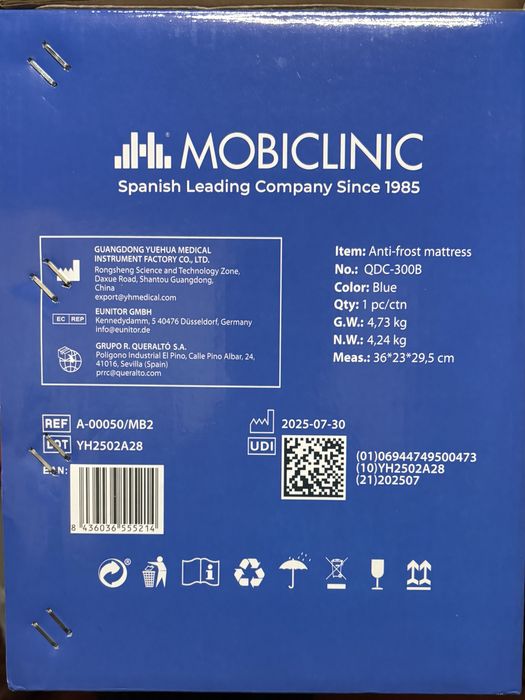 MOBICLINIC
Spanish Leading Company Since 1985
GUANGDONG YUEHUA MEDICAL
INSTRUMENT FACTORY CO., LTD.
Rongsheng Science and Technology Zone,
Daxue Road, Shantou Guangdong,
China
export@yhmedical.com
EC REP
EUNITOR GMBH
Kennedydamm, 5 40476 Düsseldorf, Germany
info@eunitor.de
GRUPO R. QUERALTÓ S.A.
Polígono Industrial El Pino, Calle Pino Albar, 24,
41016, Sevilla (Spain)
prrc@queralto.com
Item: Anti-frost mattress
No.: QDC-300B
Color: Blue
Qty: 1 pc/ctn
G.W.: 4,73 kg
N.W.: 4,24 kg
Meas.: 36*23*29,5 cm
REF A-00050/MB2
LOT YH2502A28
EAN:
8 436036 555214
2025-07-30
UDI
(01)06944749500473
(10)YH2502A28
(21)202507